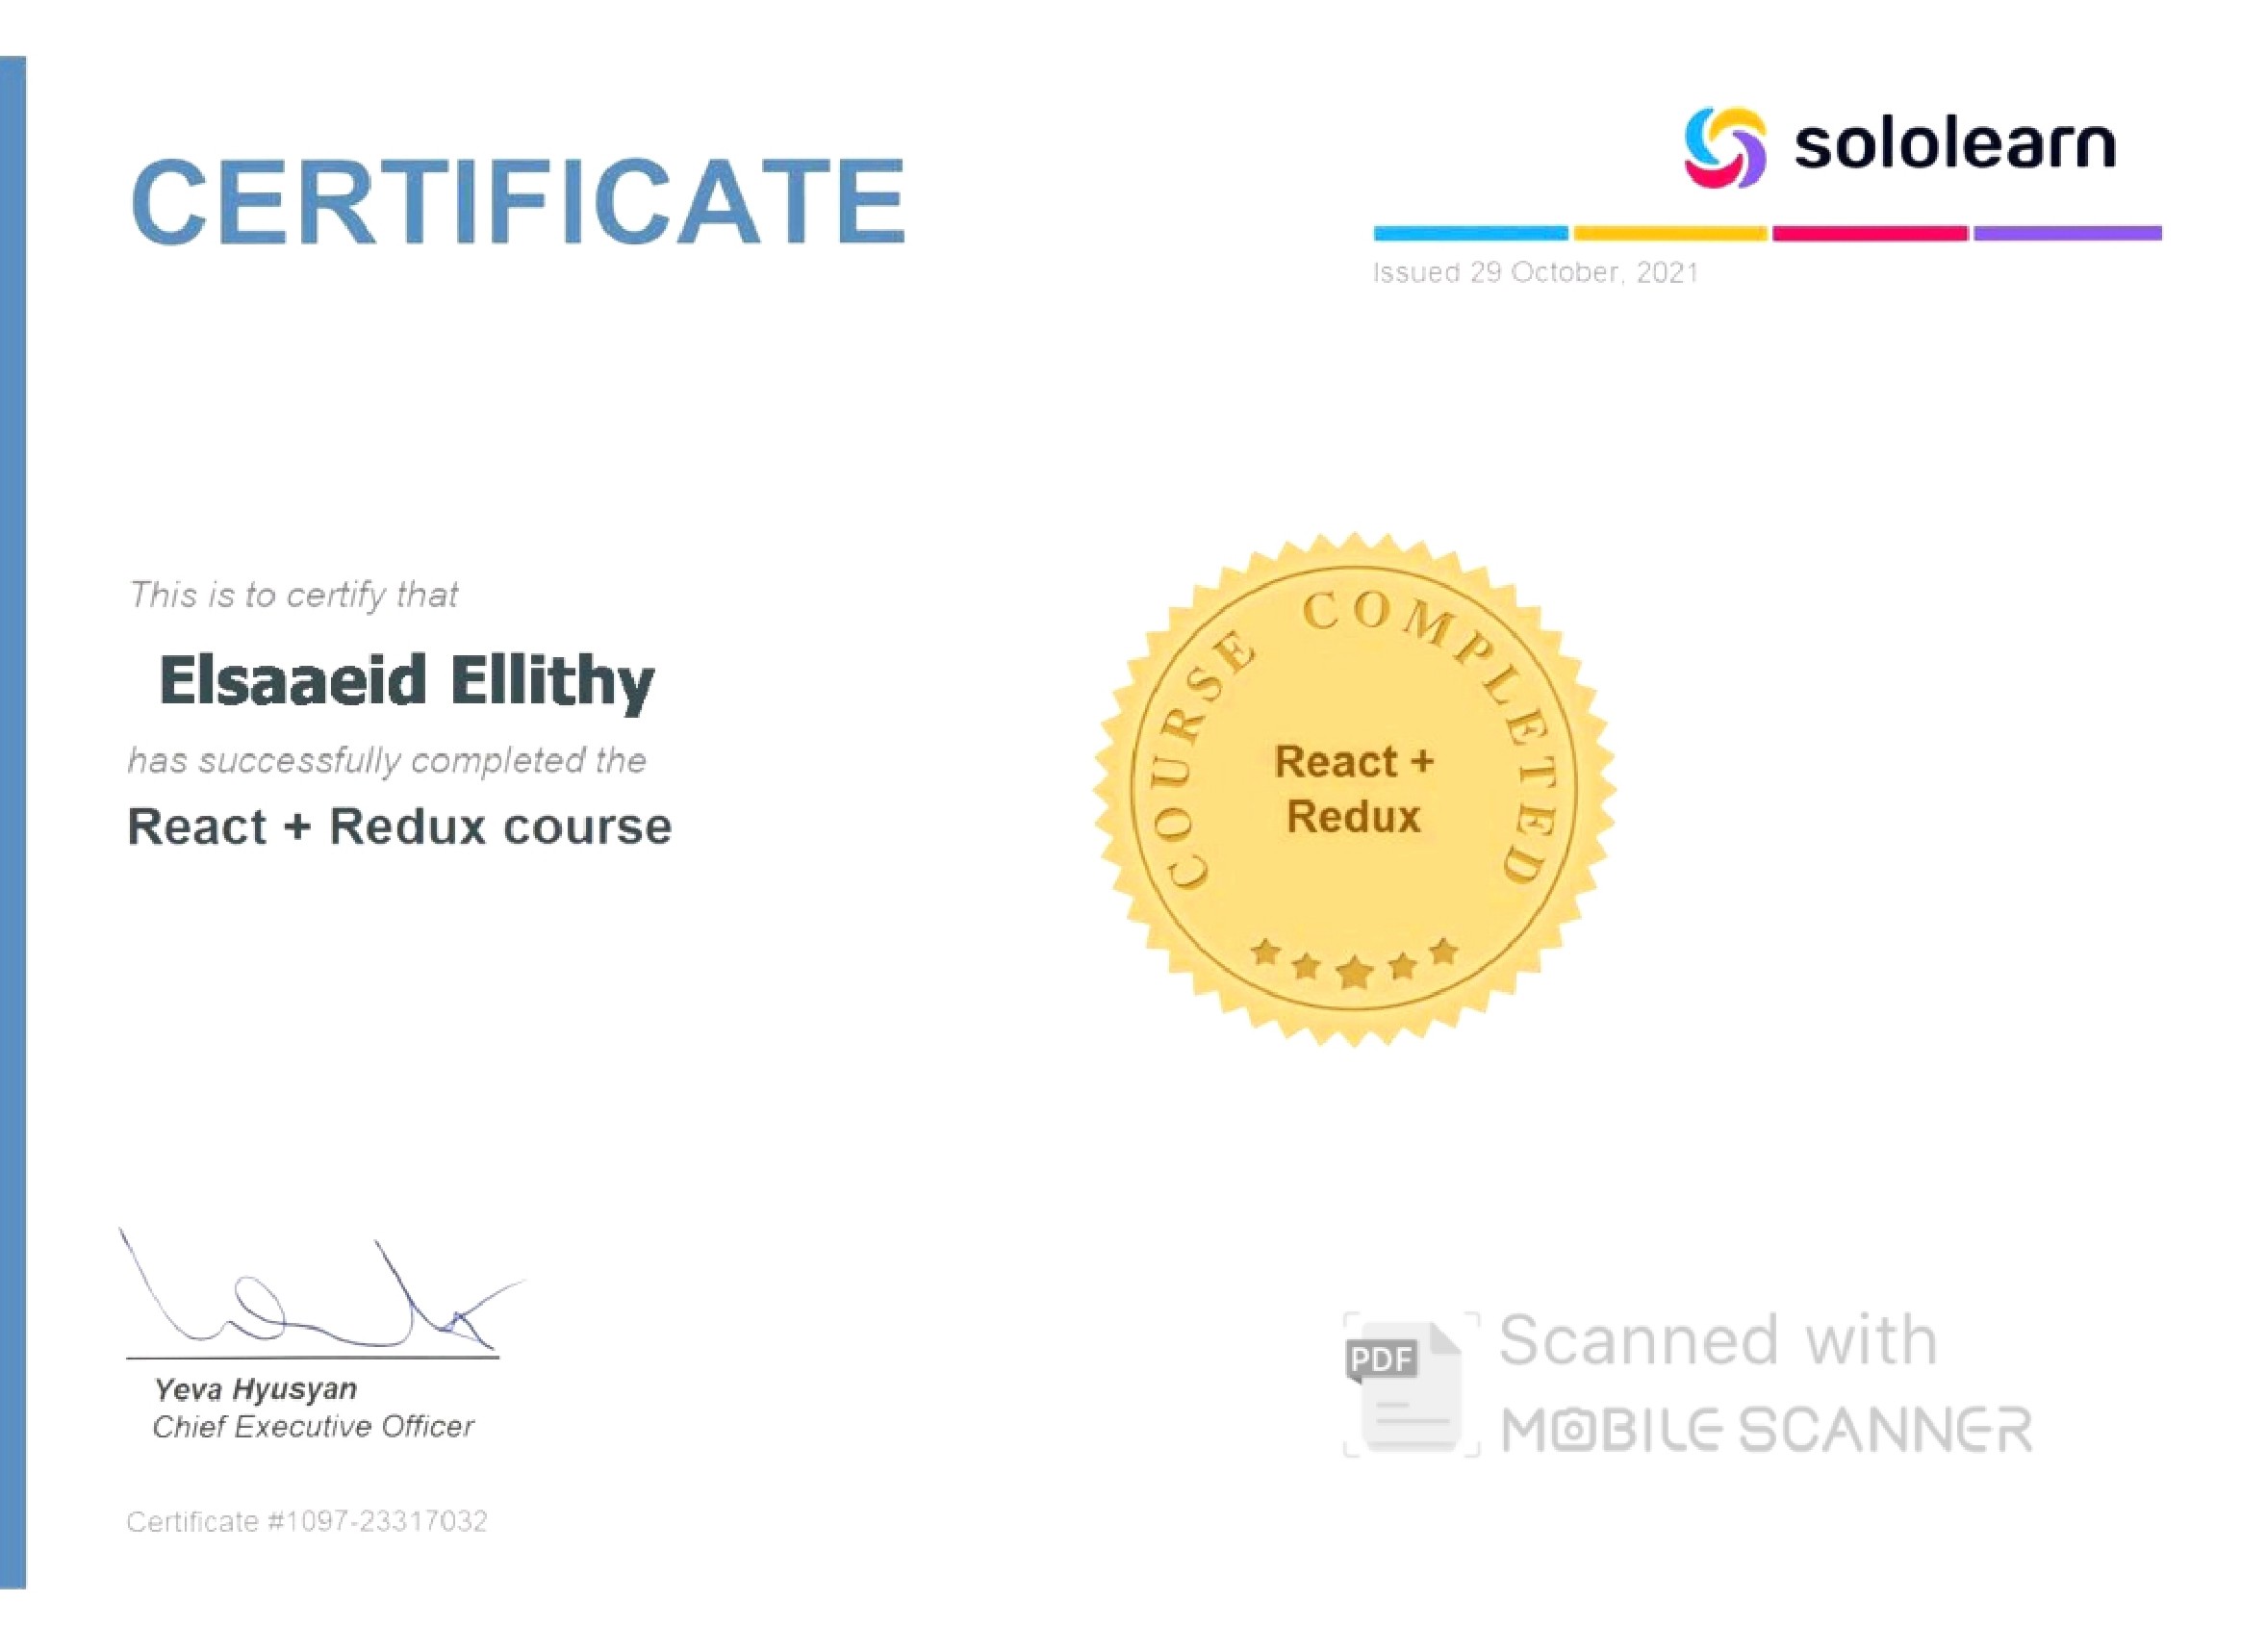 CERTIFICATE
sololearn
Issued 29 October, 2021
This is to certify that
Elsaaeid Ellithy
has successfully completed the
React + Redux course
COURSE COMPLETED
React +
Redux
Yeva Hyusyan
Chief Executive Officer
Certificate #1097-23317032
PDF
Scanned with
MOBILE SCANNER